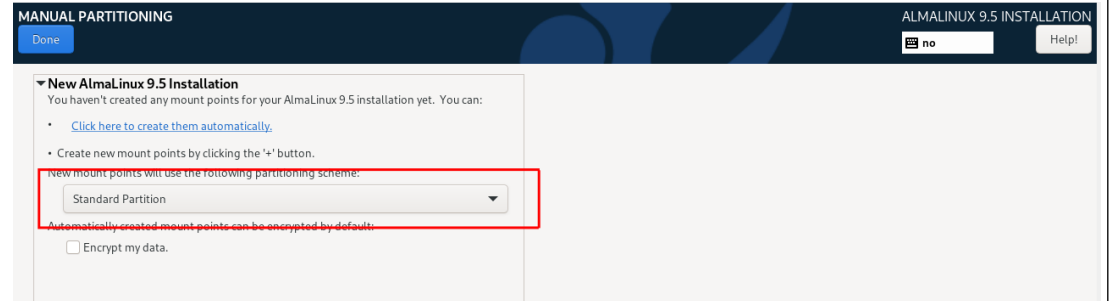 MANUAL PARTITIONING
ALMALINUX 9.5 INSTALLATION
Done
no
Help!
New AlmaLinux 9.5 Installation
You haven't created any mount points for your AlmaLinux 9.5 installation yet. You can:
• Click here to create them automatically.
• Create new mount points by clicking the '+' button.
New mount points will use the following partitioning scheme:
Standard Partition
Automatically created mount points can be encrypted by default:
Encrypt my data.